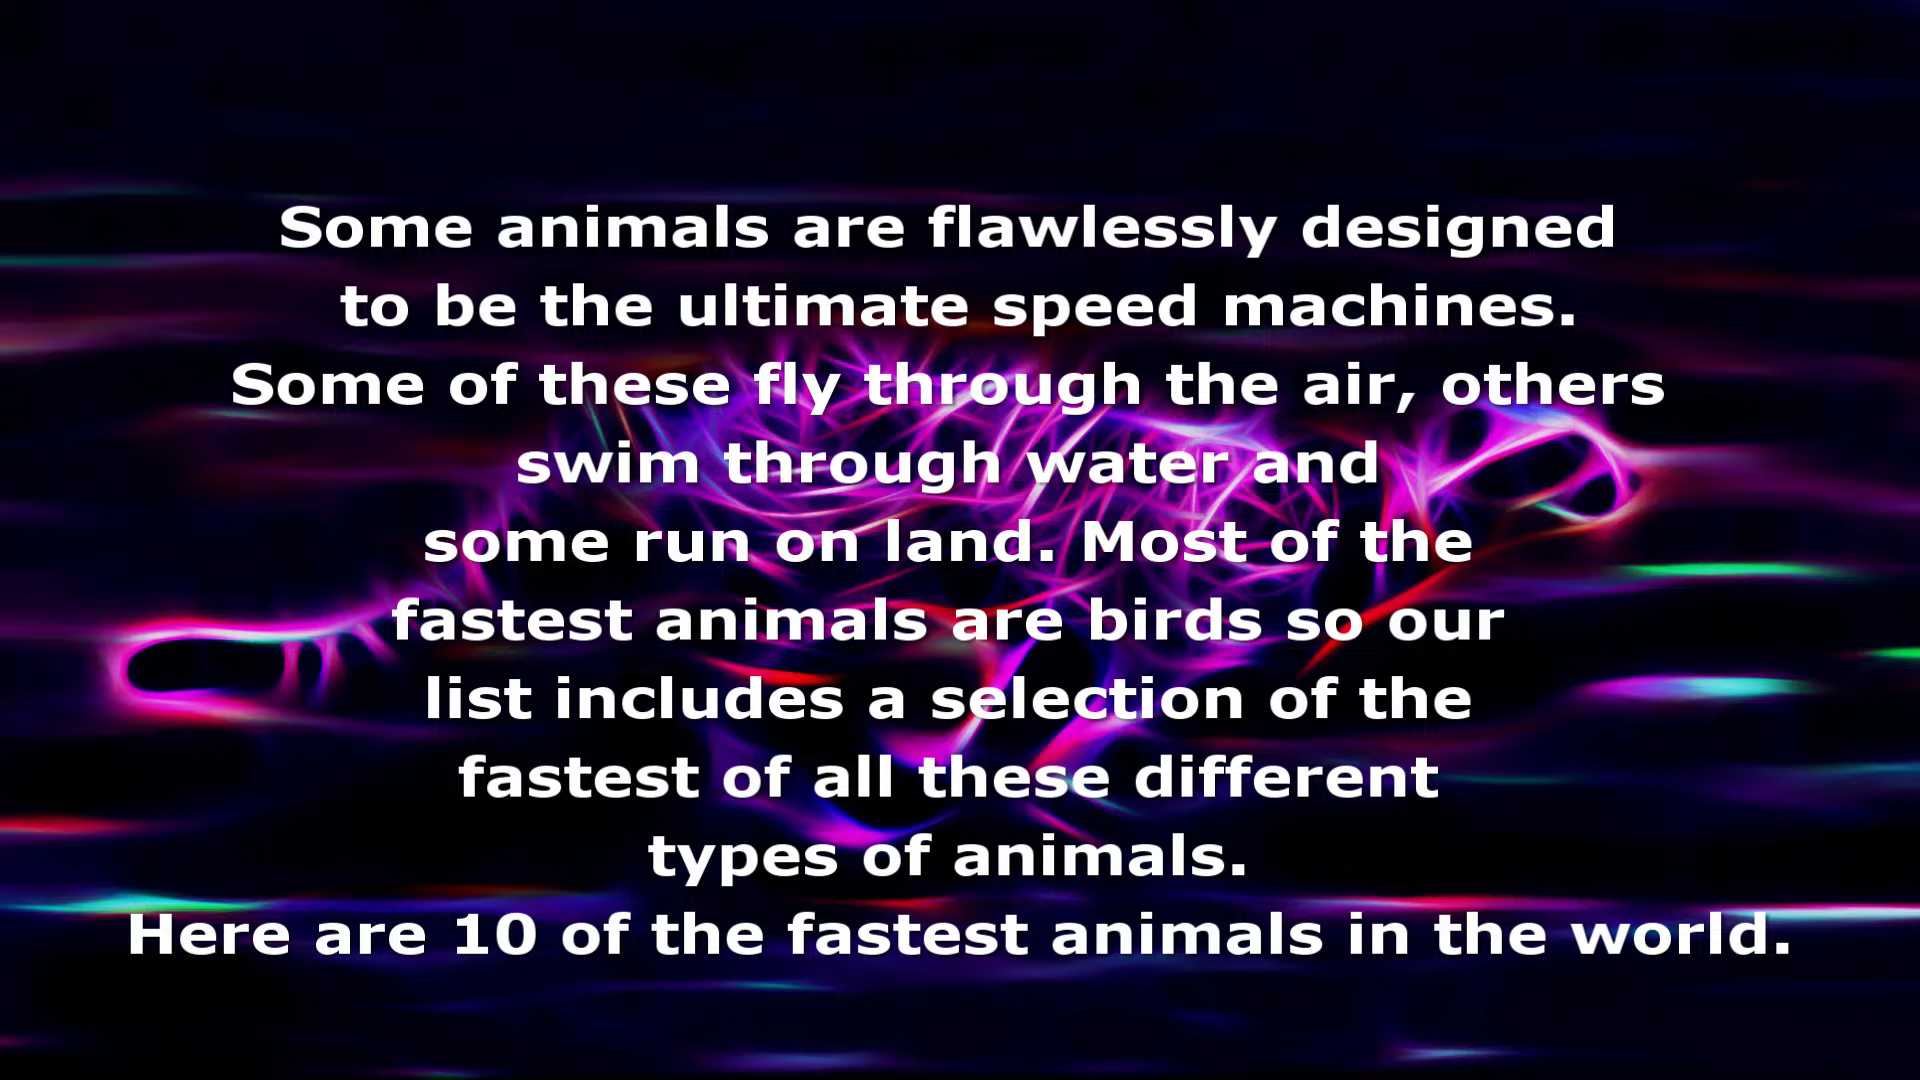 Some animals are flawlessly designed
to be the ultimate speed machines.
Some of these fly through the air, others
swim through water and
some run on land. Most of the
fastest animals are birds so our
list includes a selection of the
fastest of all these different
types of animals.
Here are 10 of the fastest animals in the world.